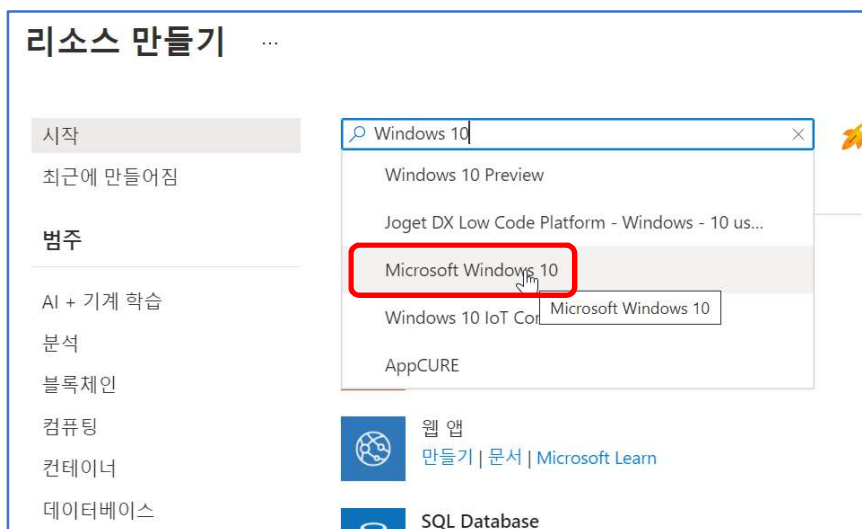 리소스 만들기 ...
시작
최근에 만들어짐
범주
AI + 기계 학습
분석
블록체인
컴퓨팅
컨테이너
데이터베이스
Windows 10
Windows 10 Preview
Joget DX Low Code Platform - Windows - 10 us...
Microsoft Windows 10
Microsoft Windows 10
Windows 10 IoT
AppCURE
웹 앱
만들기 | 문서 | Microsoft Learn
SQL Database